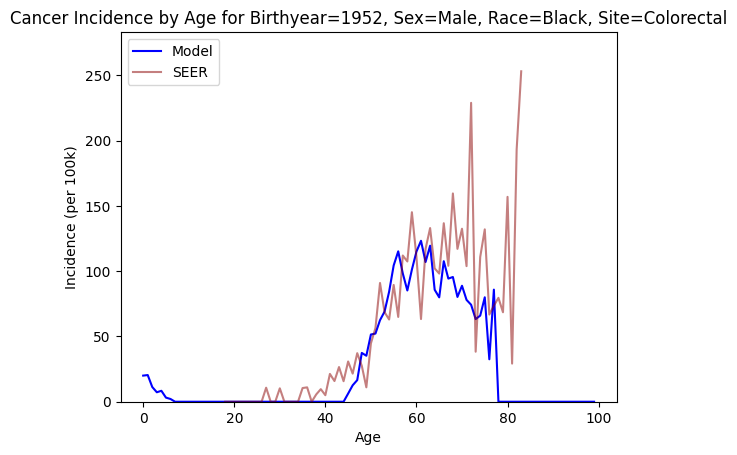 Cancer Incidence by Age for Birthyear=1952, Sex=Male, Race=Black, Site=Colorectal
Model
SEER
250
200
150
100
50
0
Incidence (per 100k)
0 20 40 60 80 100
Age